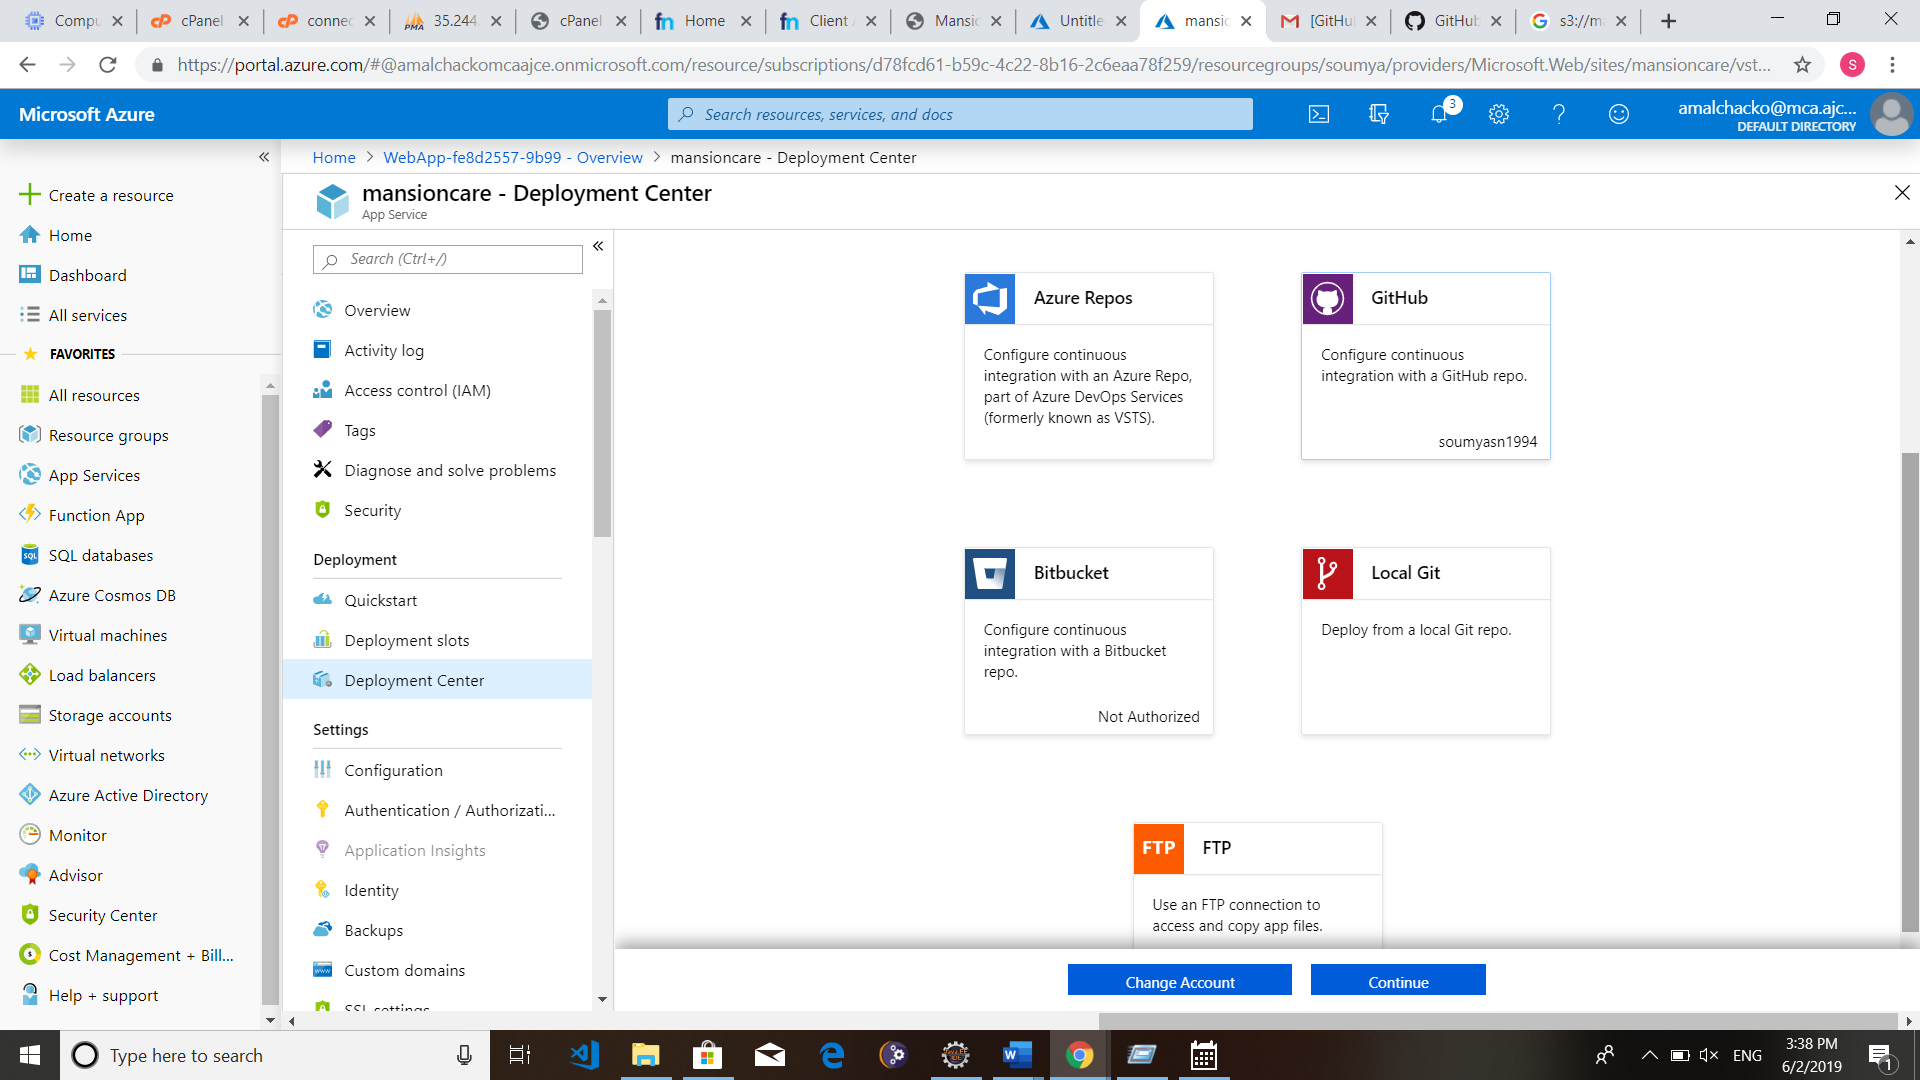 Compu
cPanel
connec
35.244.
cPanel
Home
Client A
Mansic
Untitle
mansic
[GitHu
GitHub
s3://m
https://portal.azure.com/#@amalchackomcaajce.onmicrosoft.com/resource/subscriptions/d78fcd61-b59c-4c22-8b16-2c6eaa78f259/resourcegroups/soumya/providers/Microsoft.Web/sites/mansioncare/vst...
S
Microsoft Azure
Search resources, services, and docs
3
amalchacko@mca.ajc...
DEFAULT DIRECTORY
Home > WebApp-fe8d2557-9b99 - Overview > mansioncare - Deployment Center
mansioncare - Deployment Center
App Service
Create a resource
Home
Dashboard
All services
FAVORITES
All resources
Resource groups
App Services
Function App
SQL databases
Azure Cosmos DB
Virtual machines
Load balancers
Storage accounts
Virtual networks
Azure Active Directory
Monitor
Advisor
Security Center
Cost Management + Bill...
Help + support
Search (Ctrl+/)
Overview
Activity log
Access control (IAM)
Tags
Diagnose and solve problems
Security
Deployment
Quickstart
Deployment slots
Deployment Center
Settings
Configuration
Authentication / Authorizati...
Application Insights
Identity
Backups
Custom domains
SSL settings
Azure Repos
Configure continuous
integration with an Azure Repo,
part of Azure DevOps Services
(formerly known as VSTS).
GitHub
Configure continuous
integration with a GitHub repo.
soumyasn1994
Bitbucket
Configure continuous
integration with a Bitbucket
repo.
Not Authorized
Local Git
Deploy from a local Git repo.
FTP
FTP
Use an FTP connection to
access and copy app files.
Change Account
Continue
Type here to search
ENG
3:38 PM
6/2/2019
1